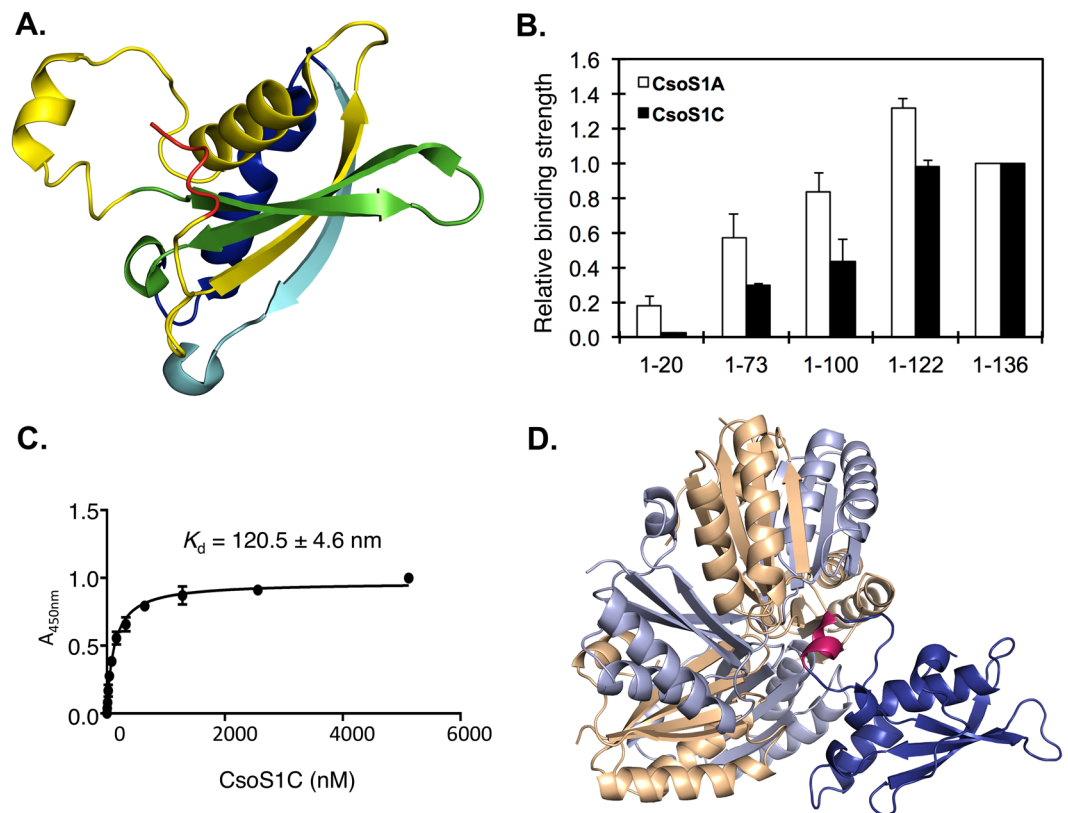 A.
B.
Relative binding strength
1.6
1.4
1.2
1.0
0.8
0.6
0.4
0.2
0.0
CsoS1A
CsoS1C
1-20 1-73 1-100 1-122 1-136
C.
1.5
1.0
0.5
0.0
A450nm
Kd = 120.5 ± 4.6 nm
0 2000 4000 6000
CsoS1C (nM)
D.